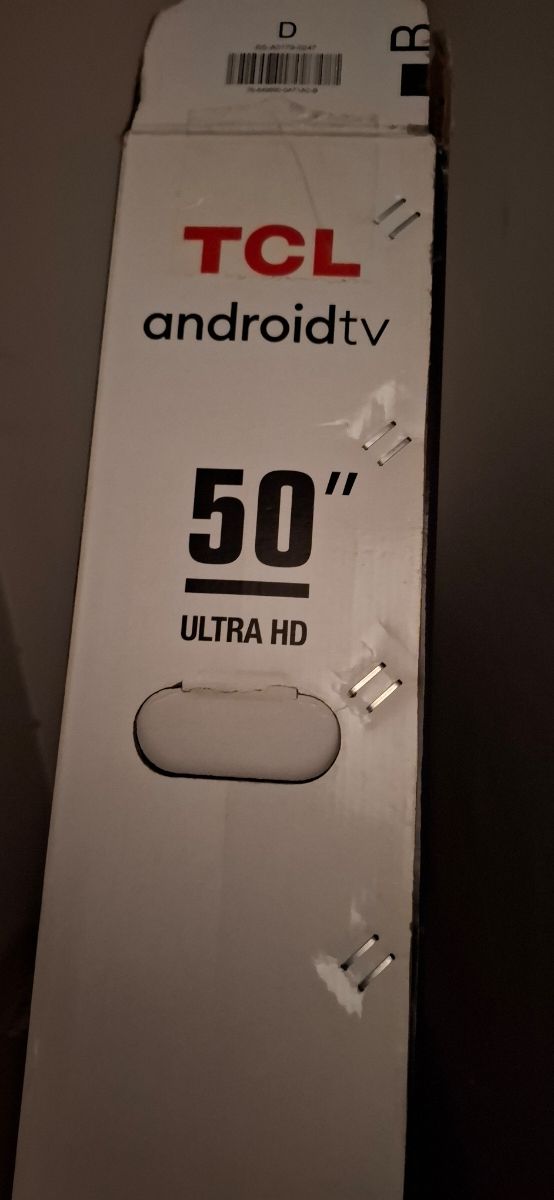 D
B
TCL
androidtv
50"
ULTRA HD